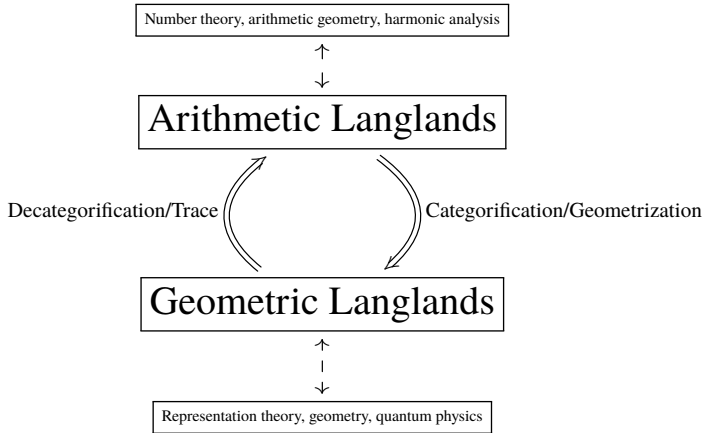 Number theory, arithmetic geometry, harmonic analysis
Arithmetic Langlands
Decategorification/Trace
Categorification/Geometrization
Geometric Langlands
Representation theory, geometry, quantum physics